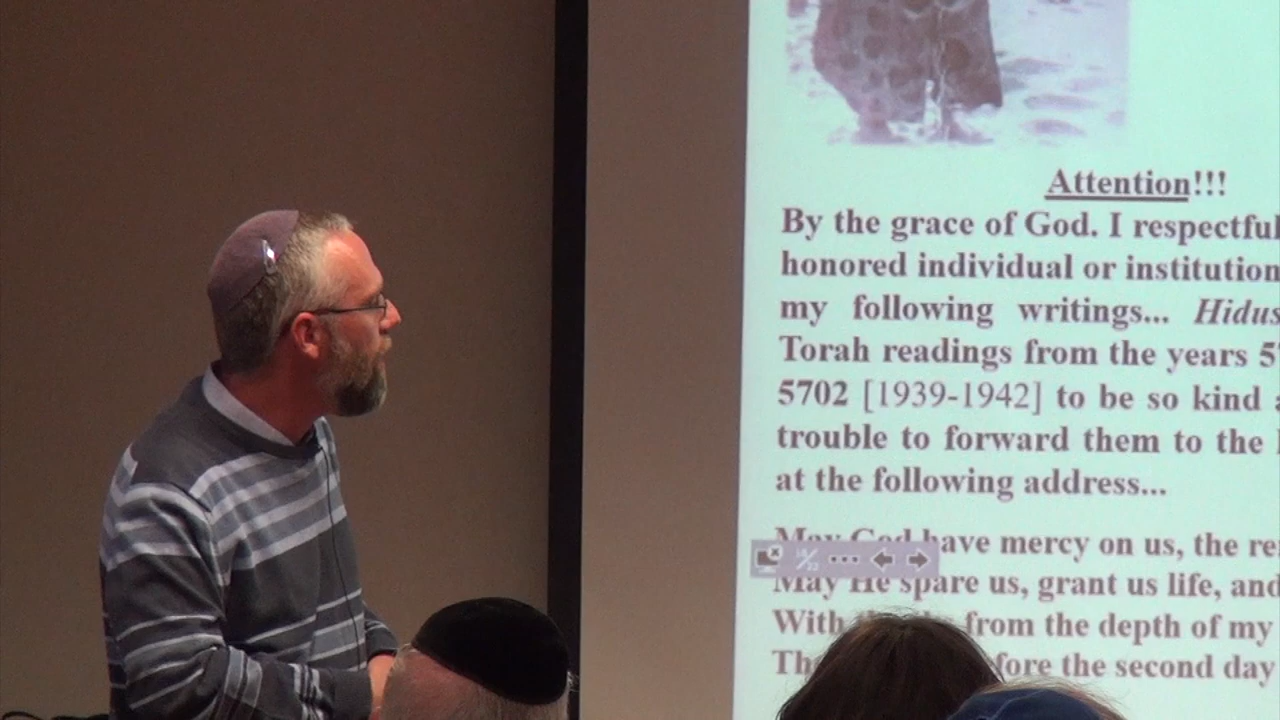 Attention!!!
By the grace of God. I respectful
honored individual or institution
my following writings... Hidus
Torah readings from the years 5
5702 [1939-1942] to be so kind
trouble to forward them to the
at the following address...
May God have mercy on us, the re
May He spare us, grant us life, and
With from the depth of my
fore the second day